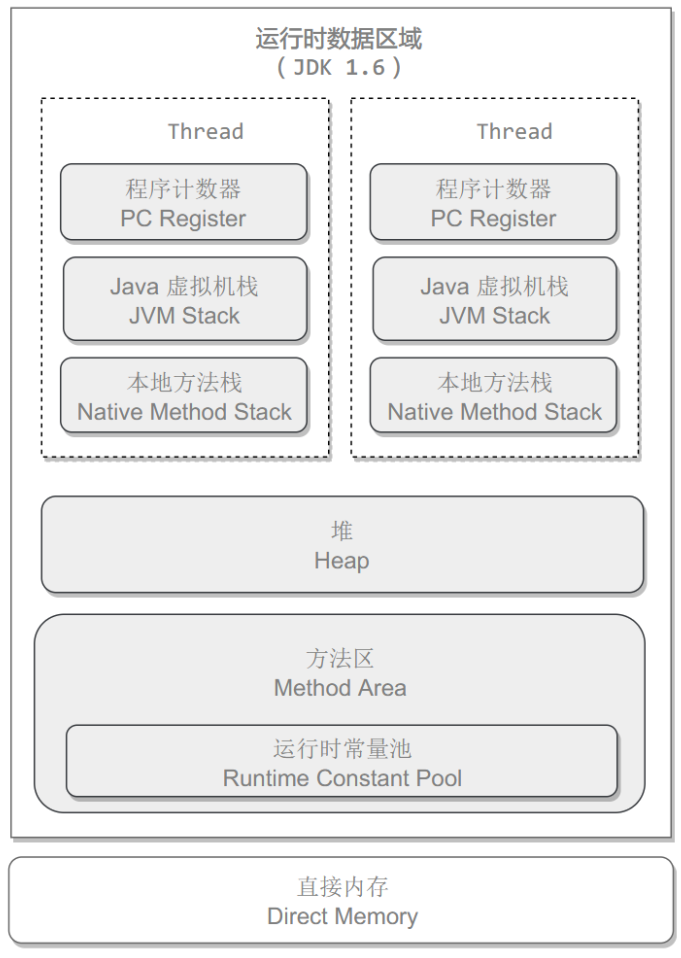 运行时数据区域
( JDK 1.6 )
Thread
程序计数器
PC Register
Java 虚拟机栈
JVM Stack
本地方法栈
Native Method Stack
Thread
程序计数器
PC Register
Java 虚拟机栈
JVM Stack
本地方法栈
Native Method Stack
堆
Heap
方法区
Method Area
运行时常量池
Runtime Constant Pool
直接内存
Direct Memory